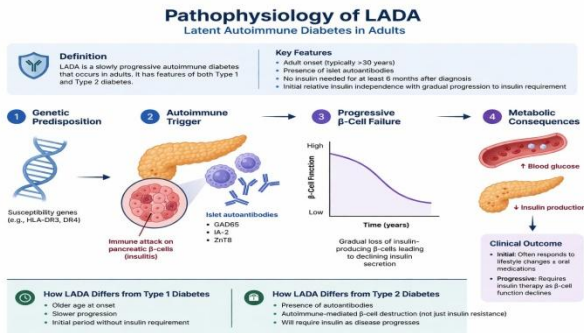 Pathophysiology of LADA
Latent Autoimmune Diabetes in Adults
Definition
LADA is a slowly progressive autoimmune diabetes
that occurs in adults. It has features of both Type 1
and Type 2 diabetes.
Key Features
• Adult onset (typically >30 years)
• Presence of islet autoantibodies
• No insulin needed for at least 6 months after diagnosis
• Initial relative insulin independence with gradual progression to insulin requirement
1 Genetic
Predisposition
Susceptibility genes
(e.g., HLA-DR3, DR4)
2 Autoimmune
Trigger
Islet autoantibodies
• GAD65
• IA-2
• ZnT8
Immune attack on
pancreatic β-cells
(insulitis)
3 Progressive
β-Cell Failure
High
β-Cell Function
Low
Time (years)
Gradual loss of insulin-
producing β-cells leading
to declining insulin
secretion
4 Metabolic
Consequences
↑ Blood glucose
↓ Insulin production
Clinical Outcome
• Initial: Often responds to
lifestyle changes ± oral
medications
• Progressive: Requires
insulin therapy as β-cell
function declines
How LADA Differs from Type 1 Diabetes
• Older age at onset
• Slower progression
• Initial period without insulin requirement
How LADA Differs from Type 2 Diabetes
• Presence of autoantibodies
• Autoimmune-mediated β-cell destruction (not just insulin resistance)
• Will require insulin as disease progresses